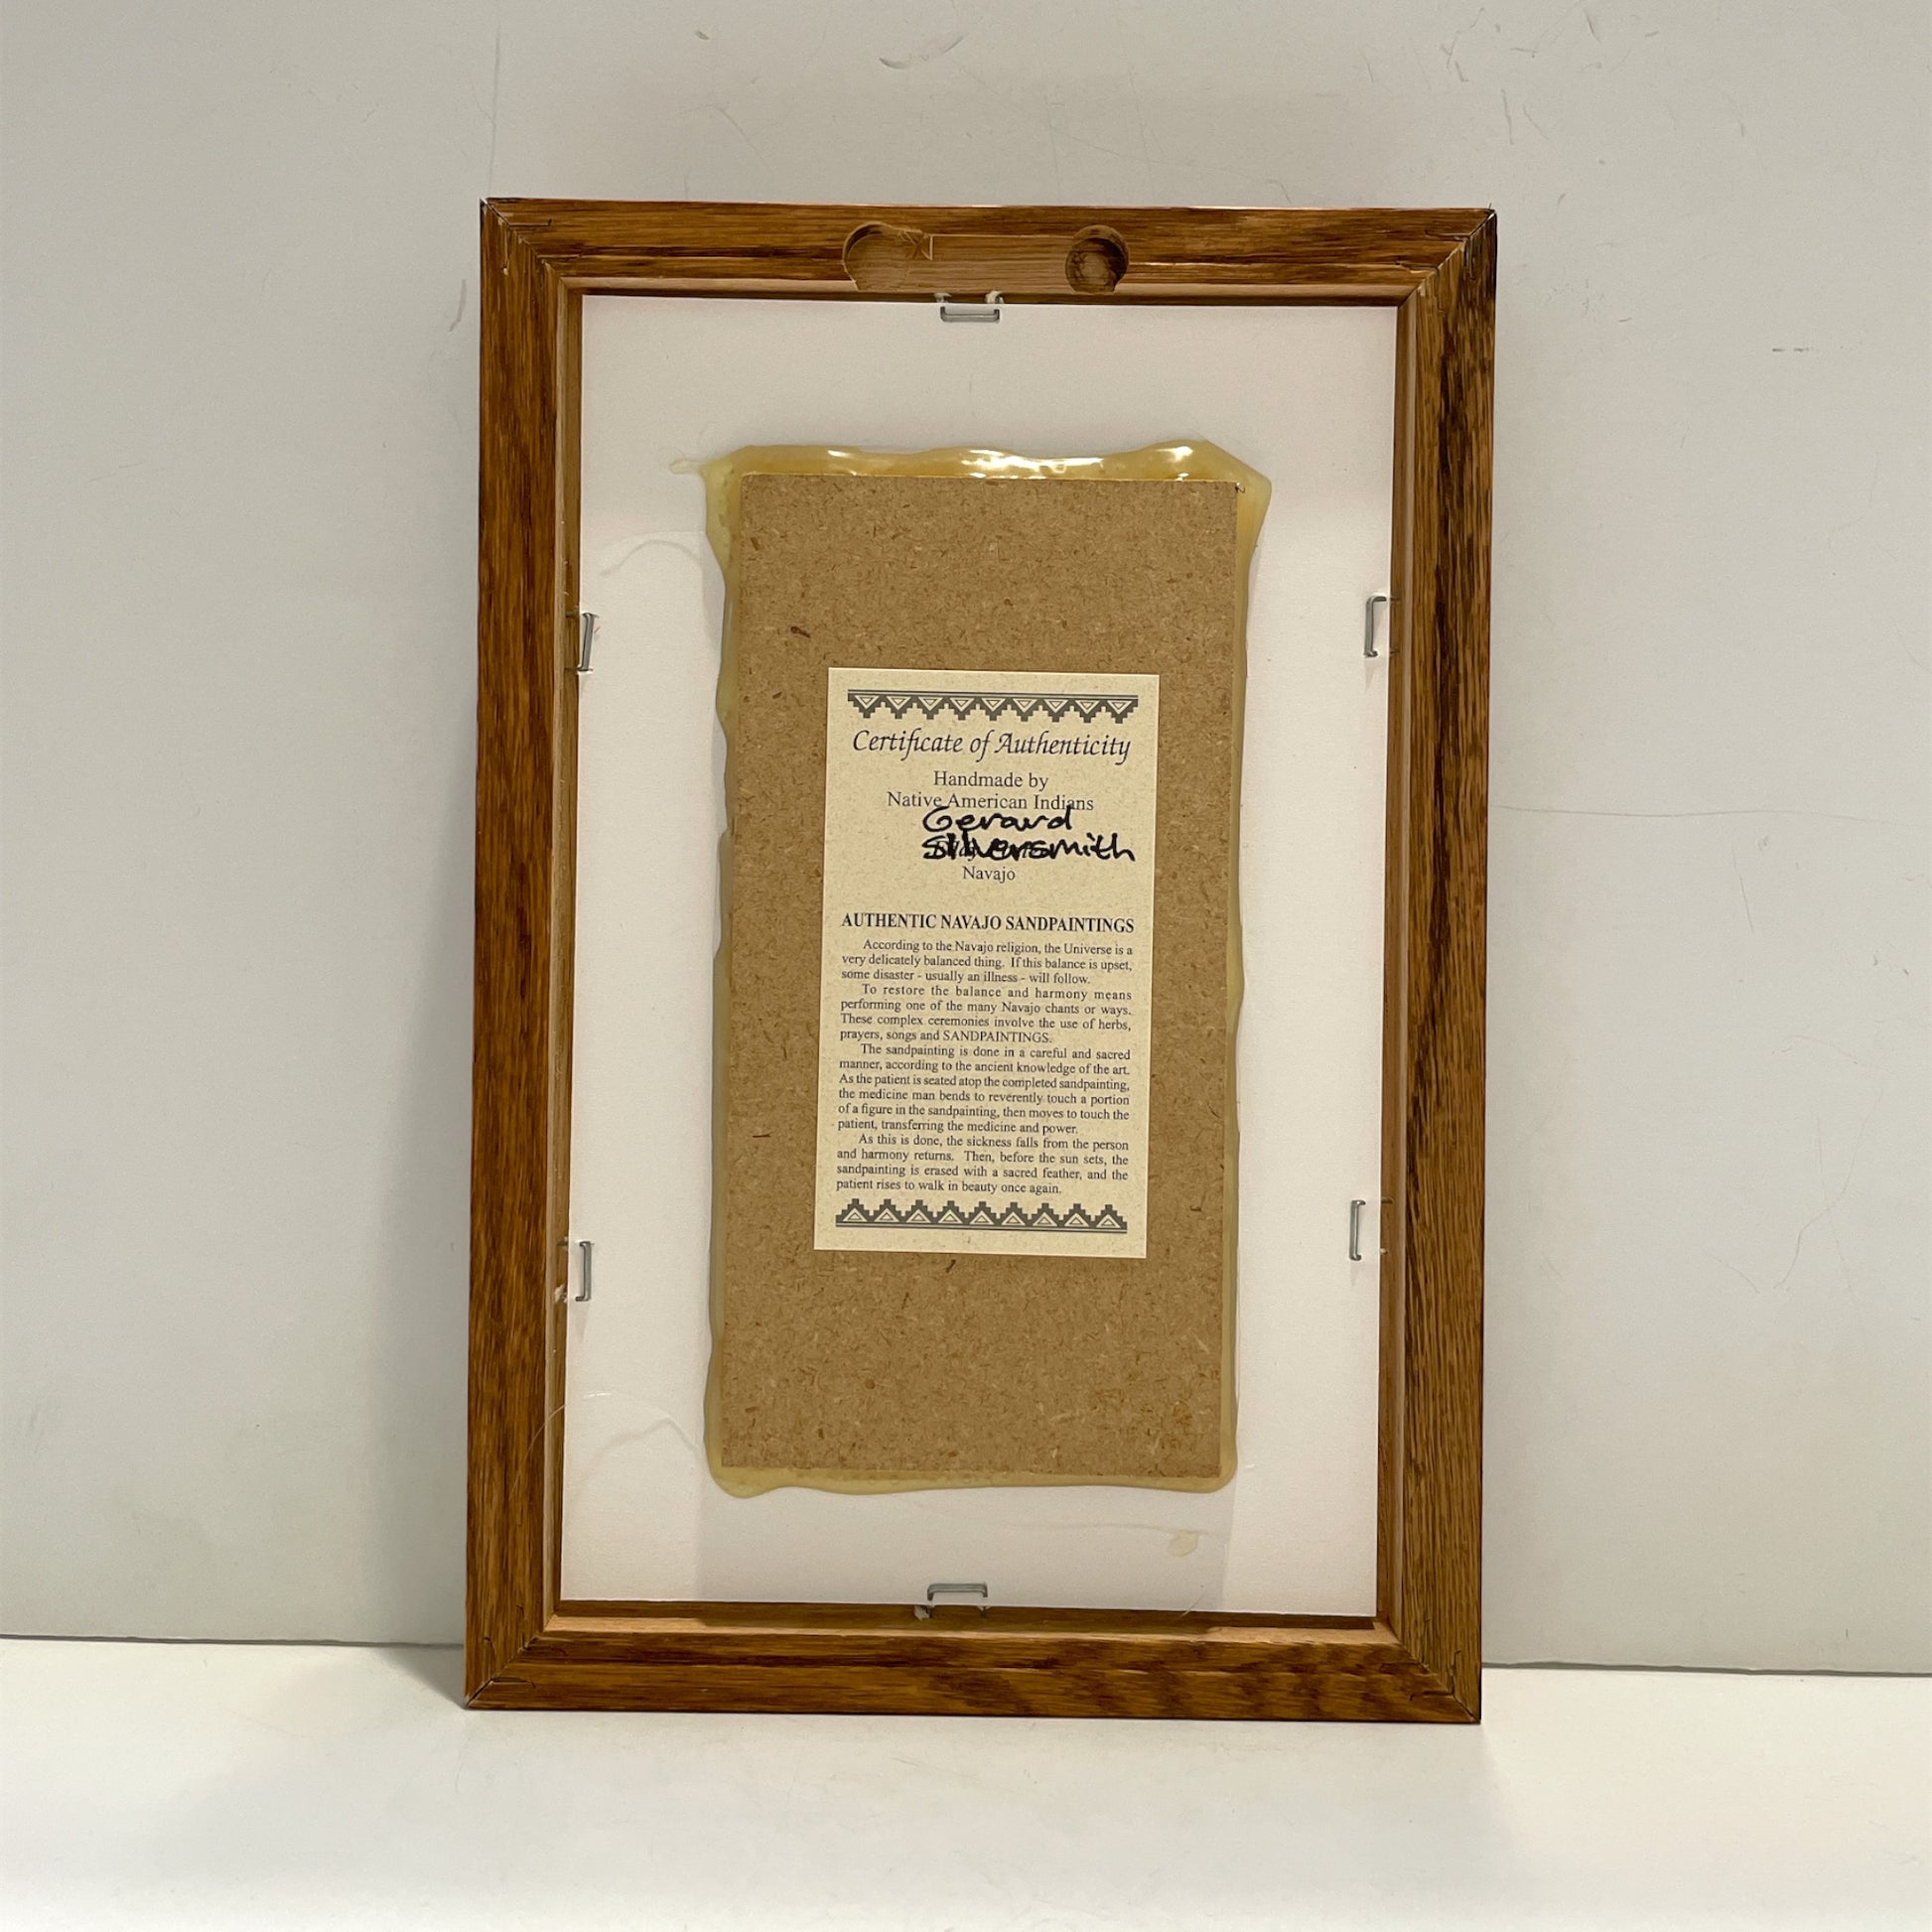 Certificate of Authenticity
Handmade by
Native American Indians
Gerard
Silversmith
Navajo
AUTHENTIC NAVAJO SANDPAINTINGS
According to the Navajo religion, the Universe is a
very delicately balanced thing. If this balance is upset,
some disaster - usually an illness - will follow.
To restore the balance and harmony means
performing one of the many Navajo chants or ways.
These complex ceremonies involve the use of herbs,
prayers, songs and SANDPAINTINGS.
The sandpainting is done in a careful and sacred
manner, according to the ancient knowledge of the art.
As the patient is seated atop the completed sandpainting,
the medicine man bends to reverently touch a portion
of a figure in the sandpainting, then moves to touch the
patient, transferring the medicine and power.
As this is done, the sickness falls from the person
and harmony returns. Then, before the sun sets, the
sandpainting is erased with a sacred feather, and the
patient rises to walk in beauty once again.